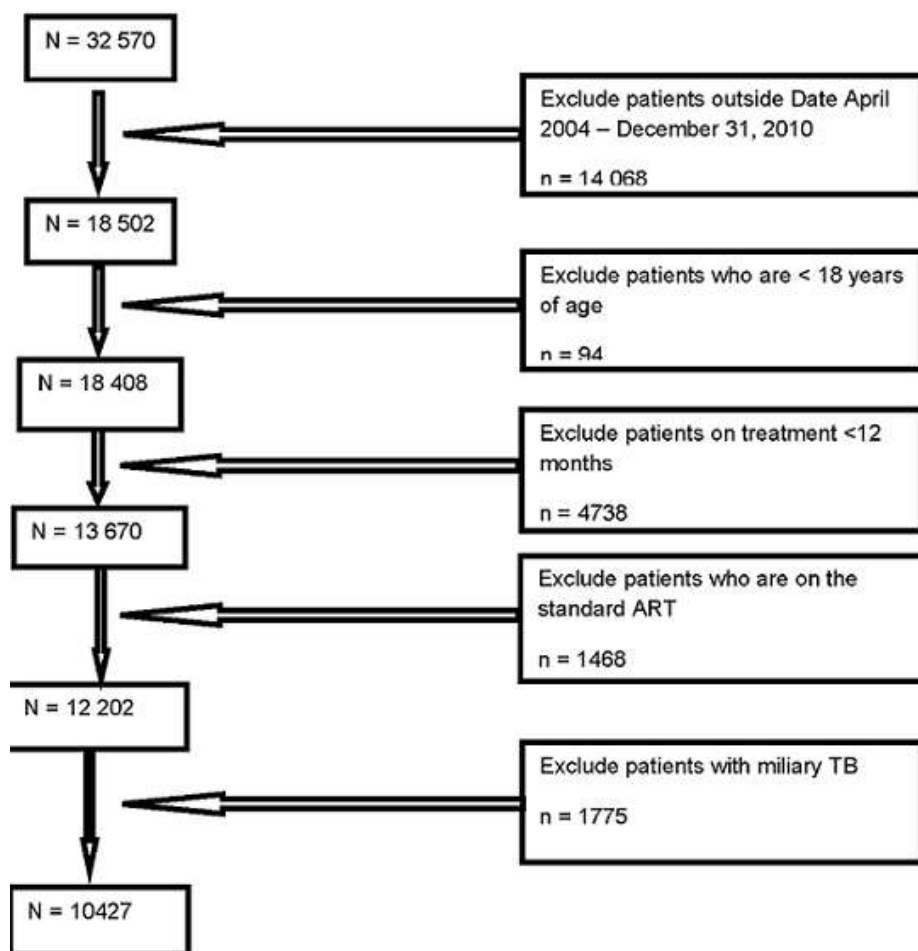 N = 32 570
Exclude patients outside Date April
2004 – December 31, 2010
n = 14 068
N = 18 502
Exclude patients who are < 18 years
of age
n = 94
N = 18 408
Exclude patients on treatment <12
months
n = 4738
N = 13 670
Exclude patients who are on the
standard ART
n = 1468
N = 12 202
Exclude patients with miliary TB
n = 1775
N = 10427